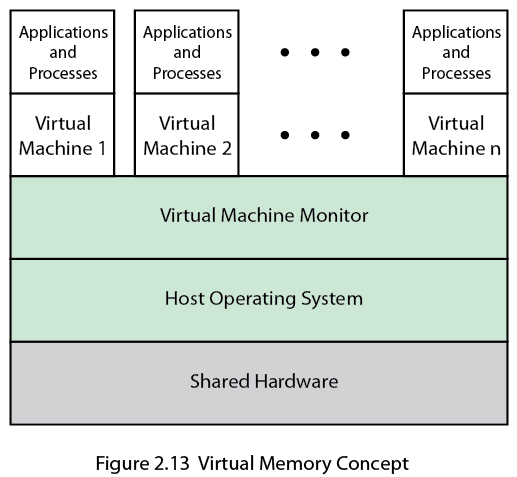 Applications
and
Processes
Applications
and
Processes
Applications
and
Processes
Virtual
Machine 1
Virtual
Machine 2
Virtual
Machine n
Virtual Machine Monitor
Host Operating System
Shared Hardware
Figure 2.13 Virtual Memory Concept